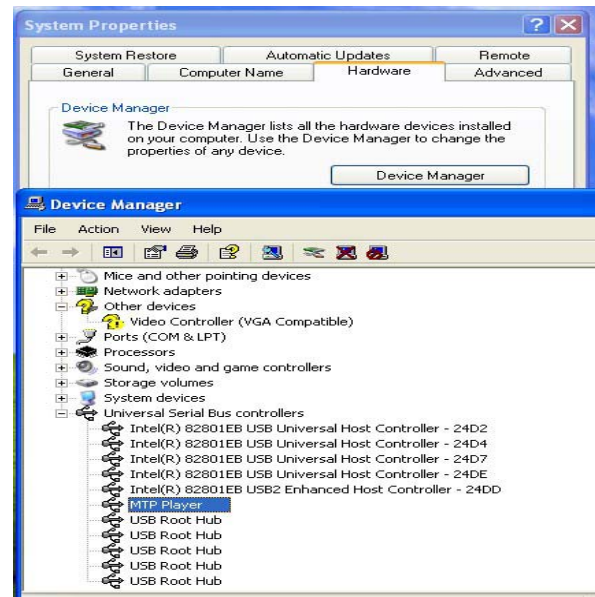 System Properties
System Restore Automatic Updates Remote
General Computer Name Hardware Advanced
Device Manager
The Device Manager lists all the hardware devices installed
on your computer. Use the Device Manager to change the
properties of any device.
Device Manager
Device Manager
File Action View Help
Mice and other pointing devices
Network adapters
Other devices
Video Controller (VGA Compatible)
Ports (COM & LPT)
Processors
Sound, video and game controllers
Storage volumes
System devices
Universal Serial Bus controllers
Intel(R) 82801EB USB Universal Host Controller - 24D2
Intel(R) 82801EB USB Universal Host Controller - 24D4
Intel(R) 82801EB USB Universal Host Controller - 24D7
Intel(R) 82801EB USB Universal Host Controller - 24DE
Intel(R) 82801EB USB2 Enhanced Host Controller - 24DD
MTP Player
USB Root Hub
USB Root Hub
USB Root Hub
USB Root Hub
USB Root Hub